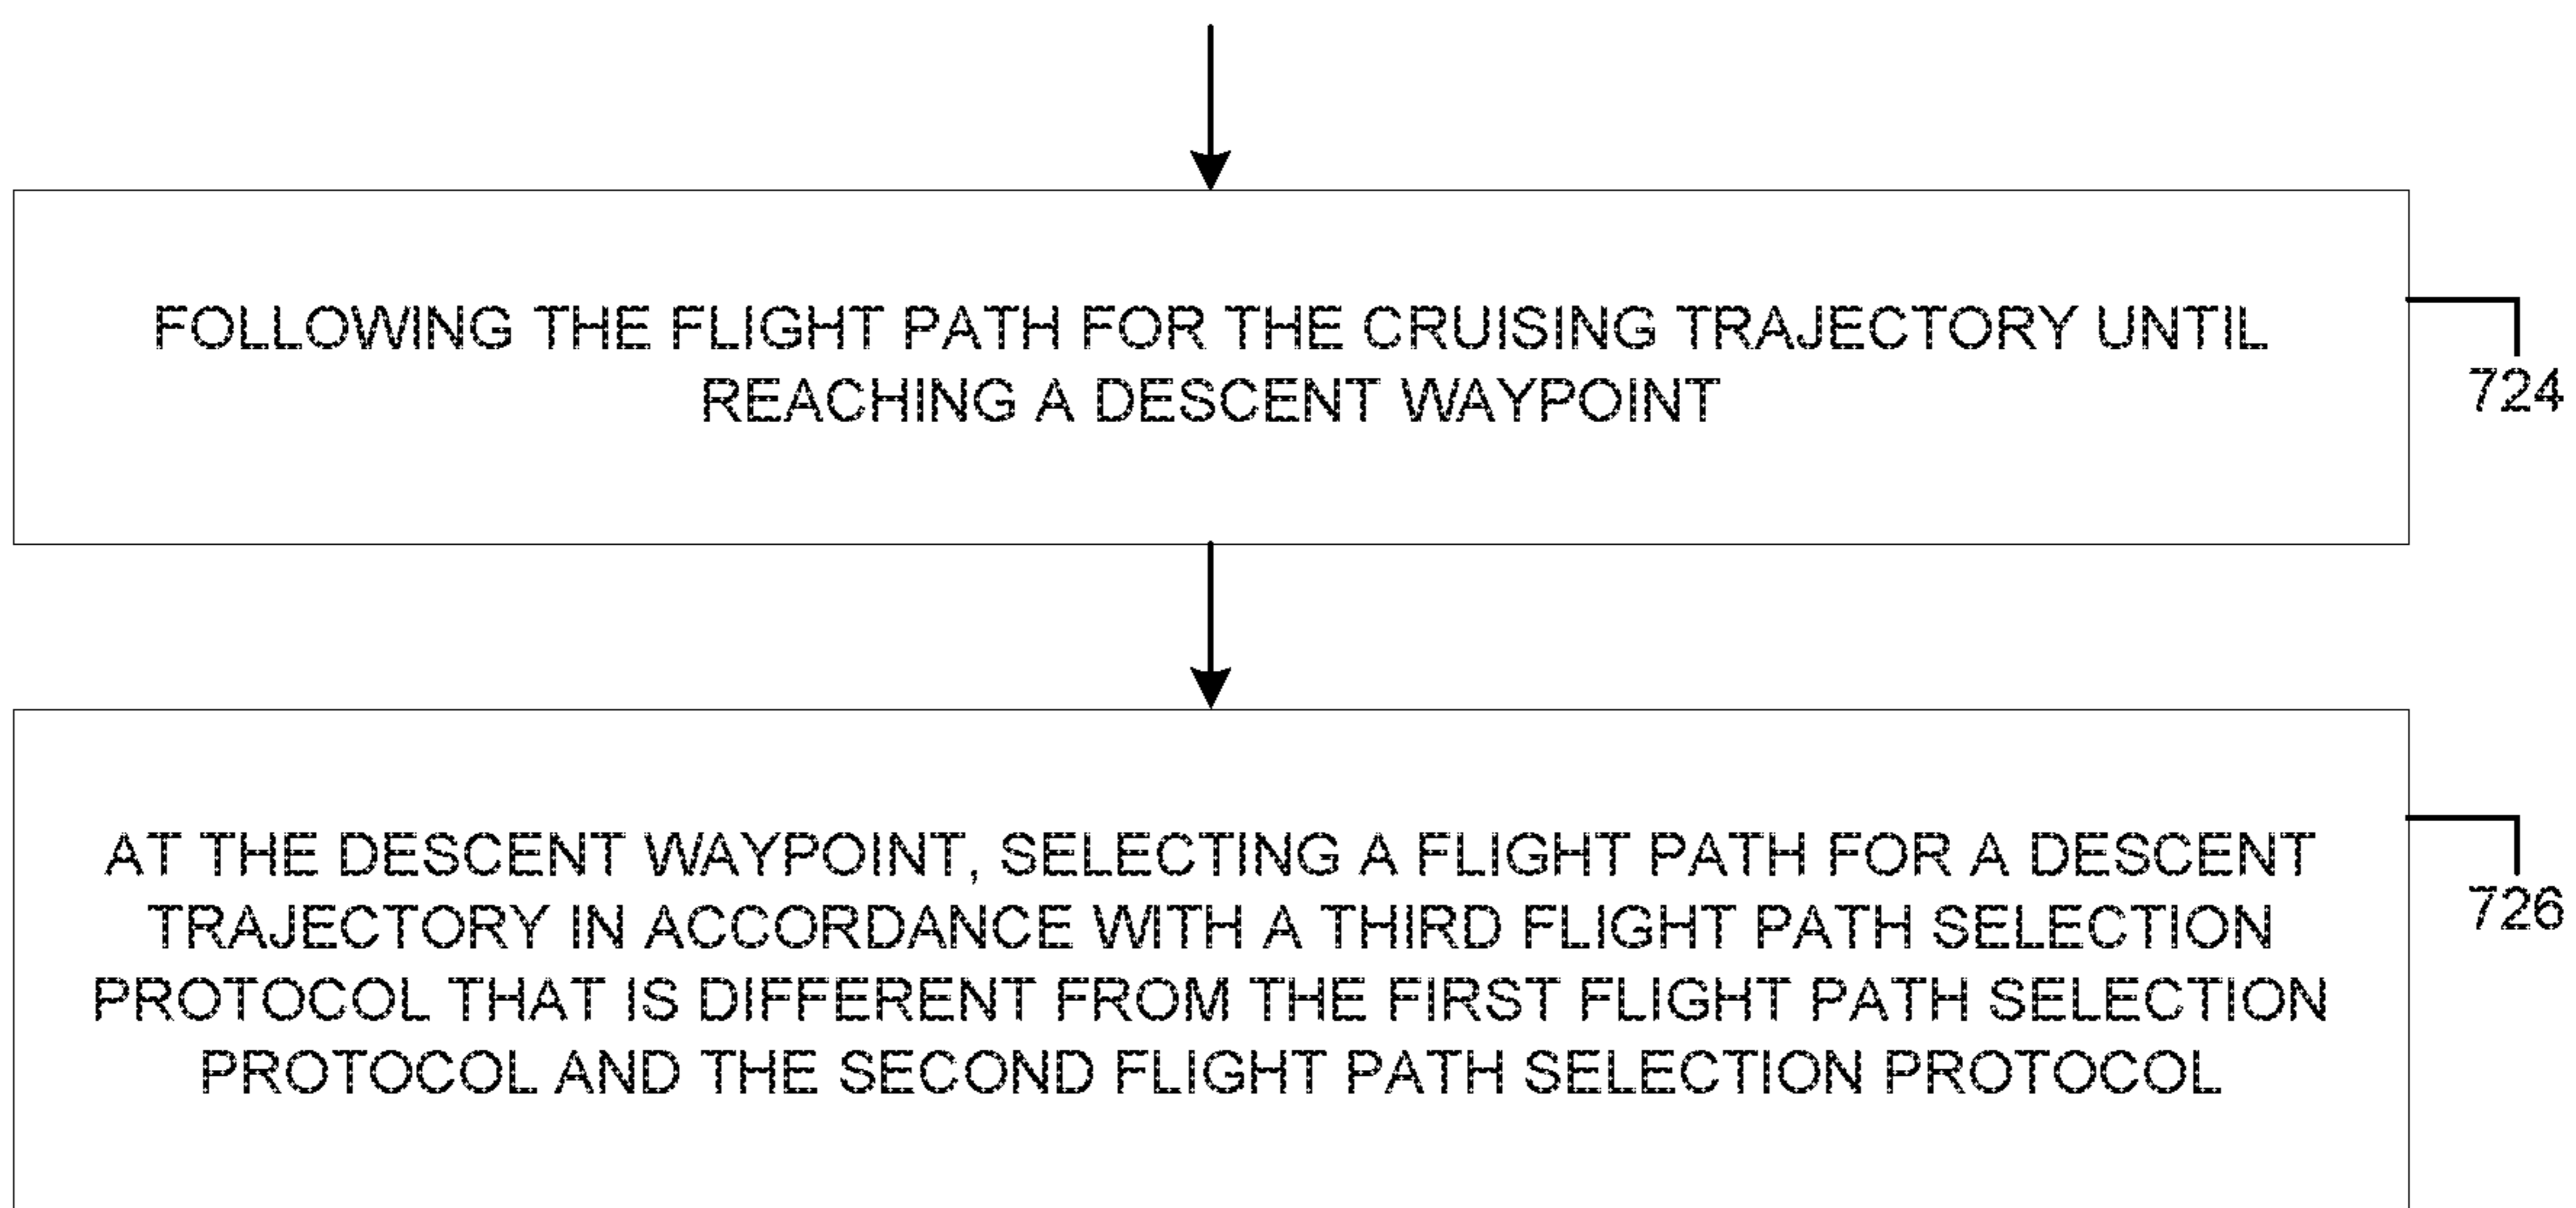 FOLLOWING THE FLIGHT PATH FOR THE CRUISING TRAJECTORY UNTIL
REACHING A DESCENT WAYPOINT
724
AT THE DESCENT WAYPOINT, SELECTING A FLIGHT PATH FOR A DESCENT
TRAJECTORY IN ACCORDANCE WITH A THIRD FLIGHT PATH SELECTION
PROTOCOL THAT IS DIFFERENT FROM THE FIRST FLIGHT PATH SELECTION
PROTOCOL AND THE SECOND FLIGHT PATH SELECTION PROTOCOL
726